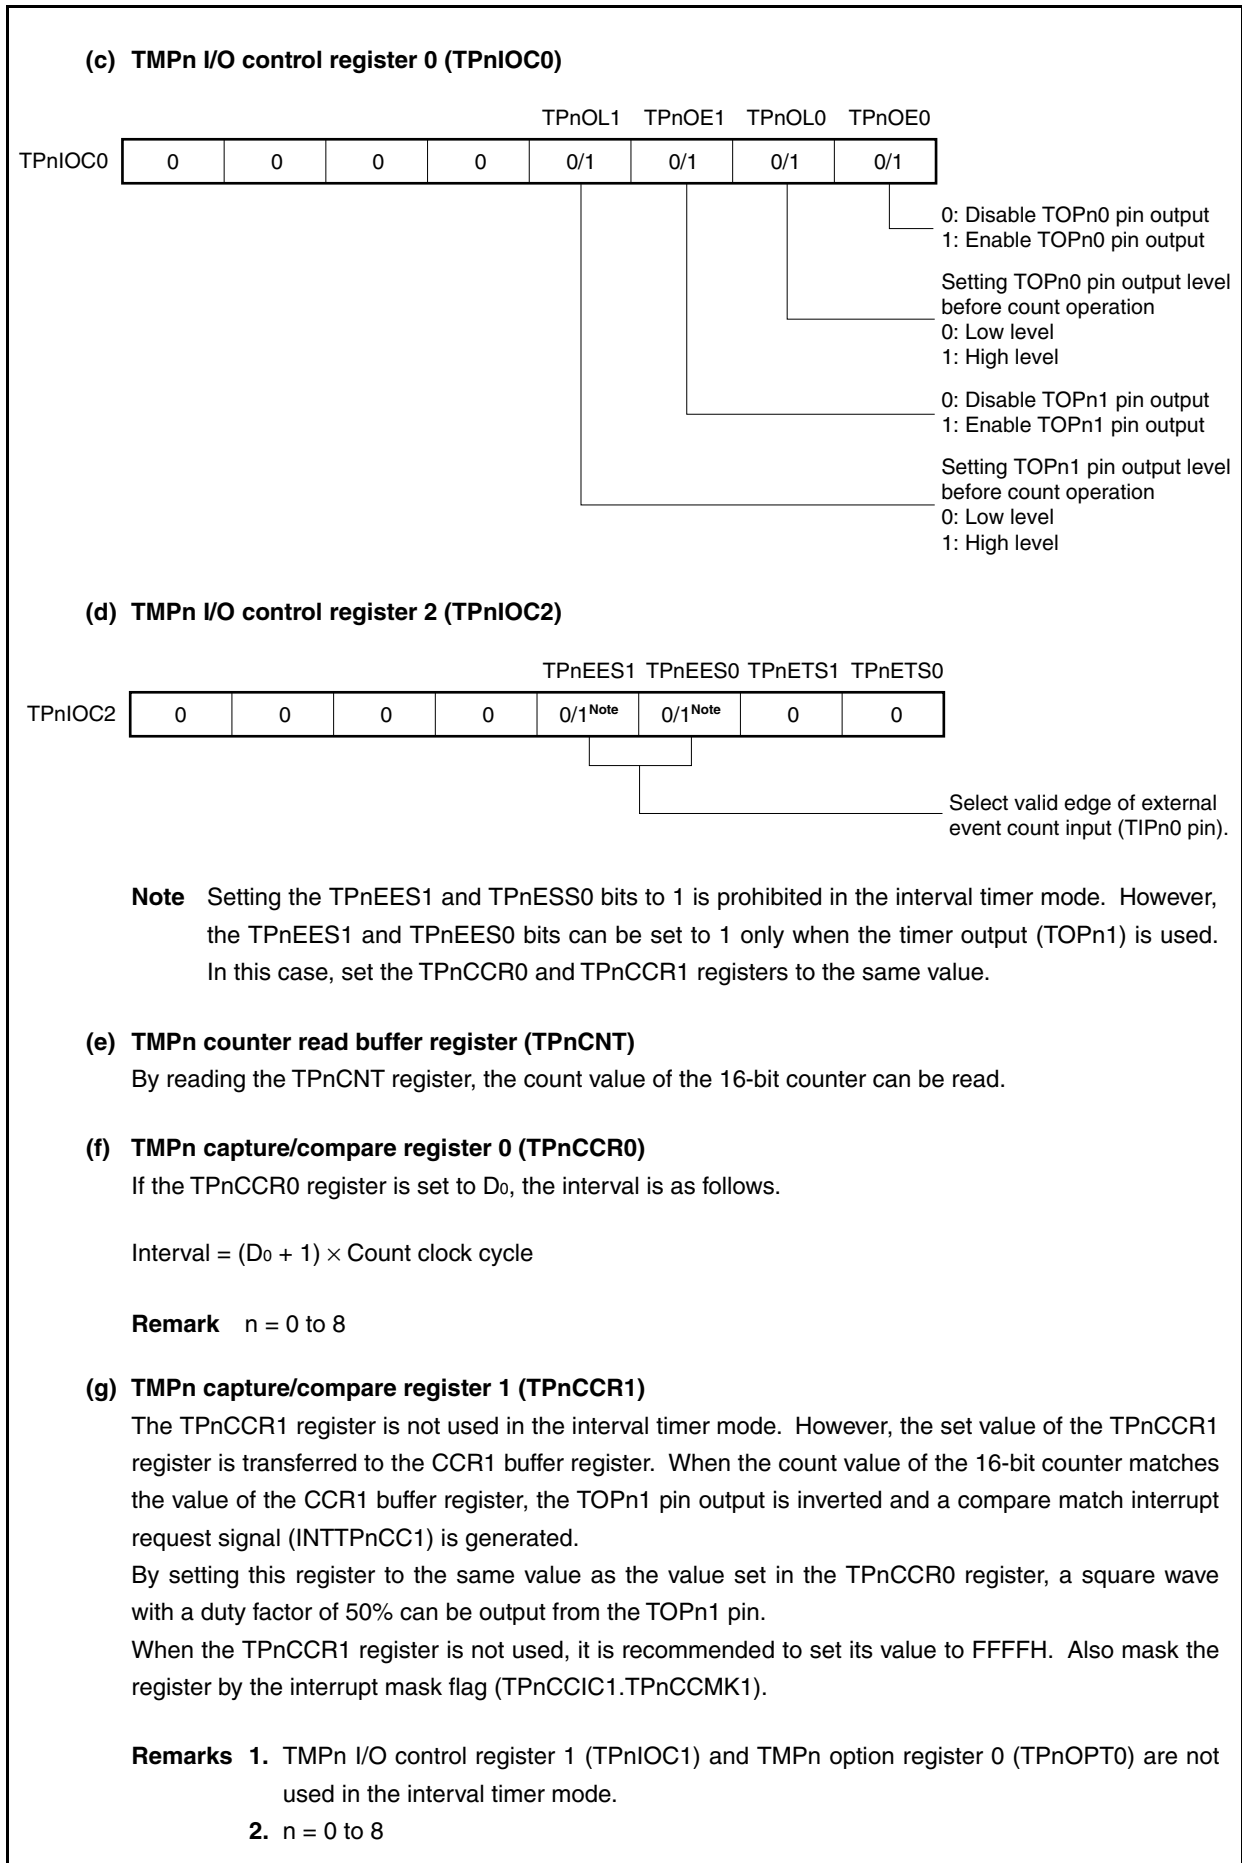 (c) TMPn I/O control register 0 (TPnIOC0)
TPnOL1 TPnOE1 TPnOL0 TPnOE0
TPnIOC0 0 0 0 0 0/1 0/1 0/1 0/1
0: Disable TOPn0 pin output
1: Enable TOPn0 pin output
Setting TOPn0 pin output level
before count operation
0: Low level
1: High level
0: Disable TOPn1 pin output
1: Enable TOPn1 pin output
Setting TOPn1 pin output level
before count operation
0: Low level
1: High level
(d) TMPn I/O control register 2 (TPnIOC2)
TPnEES1 TPnEES0 TPnETS1 TPnETS0
TPnIOC2 0 0 0 0 0/1Note 0/1Note 0 0
Select valid edge of external
event count input (TIPn0 pin).
Note Setting the TPnEES1 and TPnESS0 bits to 1 is prohibited in the interval timer mode. However,
the TPnEES1 and TPnEES0 bits can be set to 1 only when the timer output (TOPn1) is used.
In this case, set the TPnCCR0 and TPnCCR1 registers to the same value.
(e) TMPn counter read buffer register (TPnCNT)
By reading the TPnCNT register, the count value of the 16-bit counter can be read.
(f) TMPn capture/compare register 0 (TPnCCR0)
If the TPnCCR0 register is set to D0, the interval is as follows.
Interval = (D0 + 1) × Count clock cycle
Remark n = 0 to 8
(g) TMPn capture/compare register 1 (TPnCCR1)
The TPnCCR1 register is not used in the interval timer mode. However, the set value of the TPnCCR1
register is transferred to the CCR1 buffer register. When the count value of the 16-bit counter matches
the value of the CCR1 buffer register, the TOPn1 pin output is inverted and a compare match interrupt
request signal (INTTPnCC1) is generated.
By setting this register to the same value as the value set in the TPnCCR0 register, a square wave
with a duty factor of 50% can be output from the TOPn1 pin.
When the TPnCCR1 register is not used, it is recommended to set its value to FFFFH. Also mask the
register by the interrupt mask flag (TPnCCIC1.TPnCCMK1).
Remarks 1. TMPn I/O control register 1 (TPnIOC1) and TMPn option register 0 (TPnOPT0) are not
used in the interval timer mode.
2. n = 0 to 8